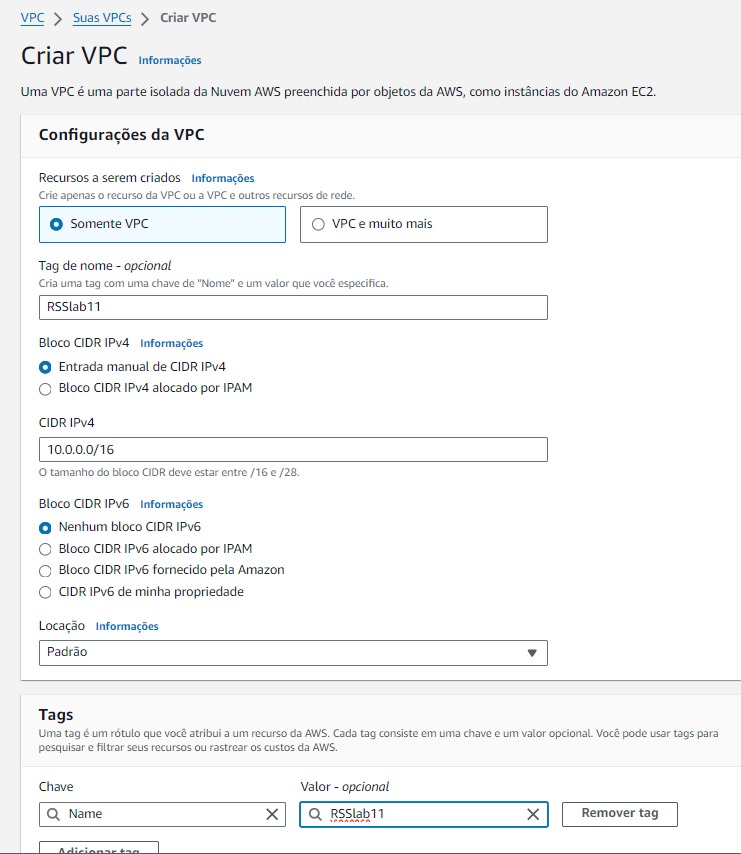 VPC > Suas VPCs > Criar VPC
Criar VPC Informações
Uma VPC é uma parte isolada da Nuvem AWS preenchida por objetos da AWS, como instâncias do Amazon EC2.
Configurações da VPC
Recursos a serem criados Informações
Crie apenas o recurso da VPC ou a VPC e outros recursos de rede.
Somente VPC VPC e muito mais
Tag de nome - opcional
Cria uma tag com uma chave de "Nome" e um valor que você especifica.
RSSlab11
Bloco CIDR IPv4 Informações
Entrada manual de CIDR IPv4
Bloco CIDR IPv4 alocado por IPAM
CIDR IPv4
10.0.0.0/16
O tamanho do bloco CIDR deve estar entre /16 e /28.
Bloco CIDR IPv6 Informações
Nenhum bloco CIDR IPv6
Bloco CIDR IPv6 alocado por IPAM
Bloco CIDR IPv6 fornecido pela Amazon
CIDR IPv6 de minha propriedade
Locação Informações
Padrão
Tags
Uma tag é um rótulo que você atribui a um recurso da AWS. Cada tag consiste em uma chave e um valor opcional. Você pode usar tags para
pesquisar e filtrar seus recursos ou rastrear os custos da AWS.
Chave Valor - opcional
Name RSSlab11 Remover tag
Adicionar tag